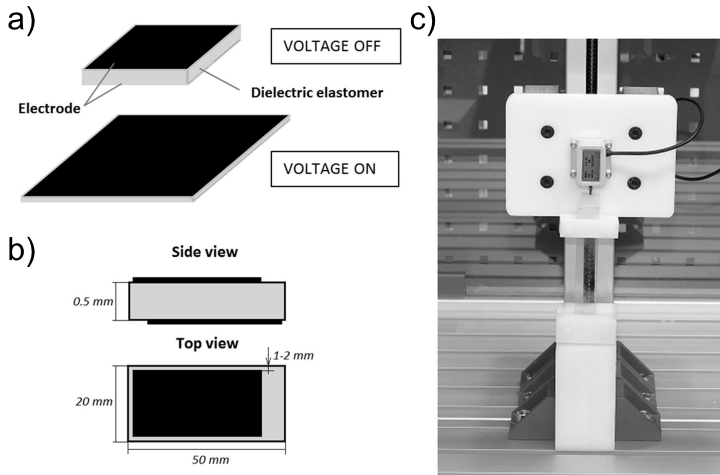 a)
VOLTAGE OFF
Electrode
Dielectric elastomer
VOLTAGE ON
b)
Side view
0.5 mm
Top view
1-2 mm
20 mm
50 mm
c)